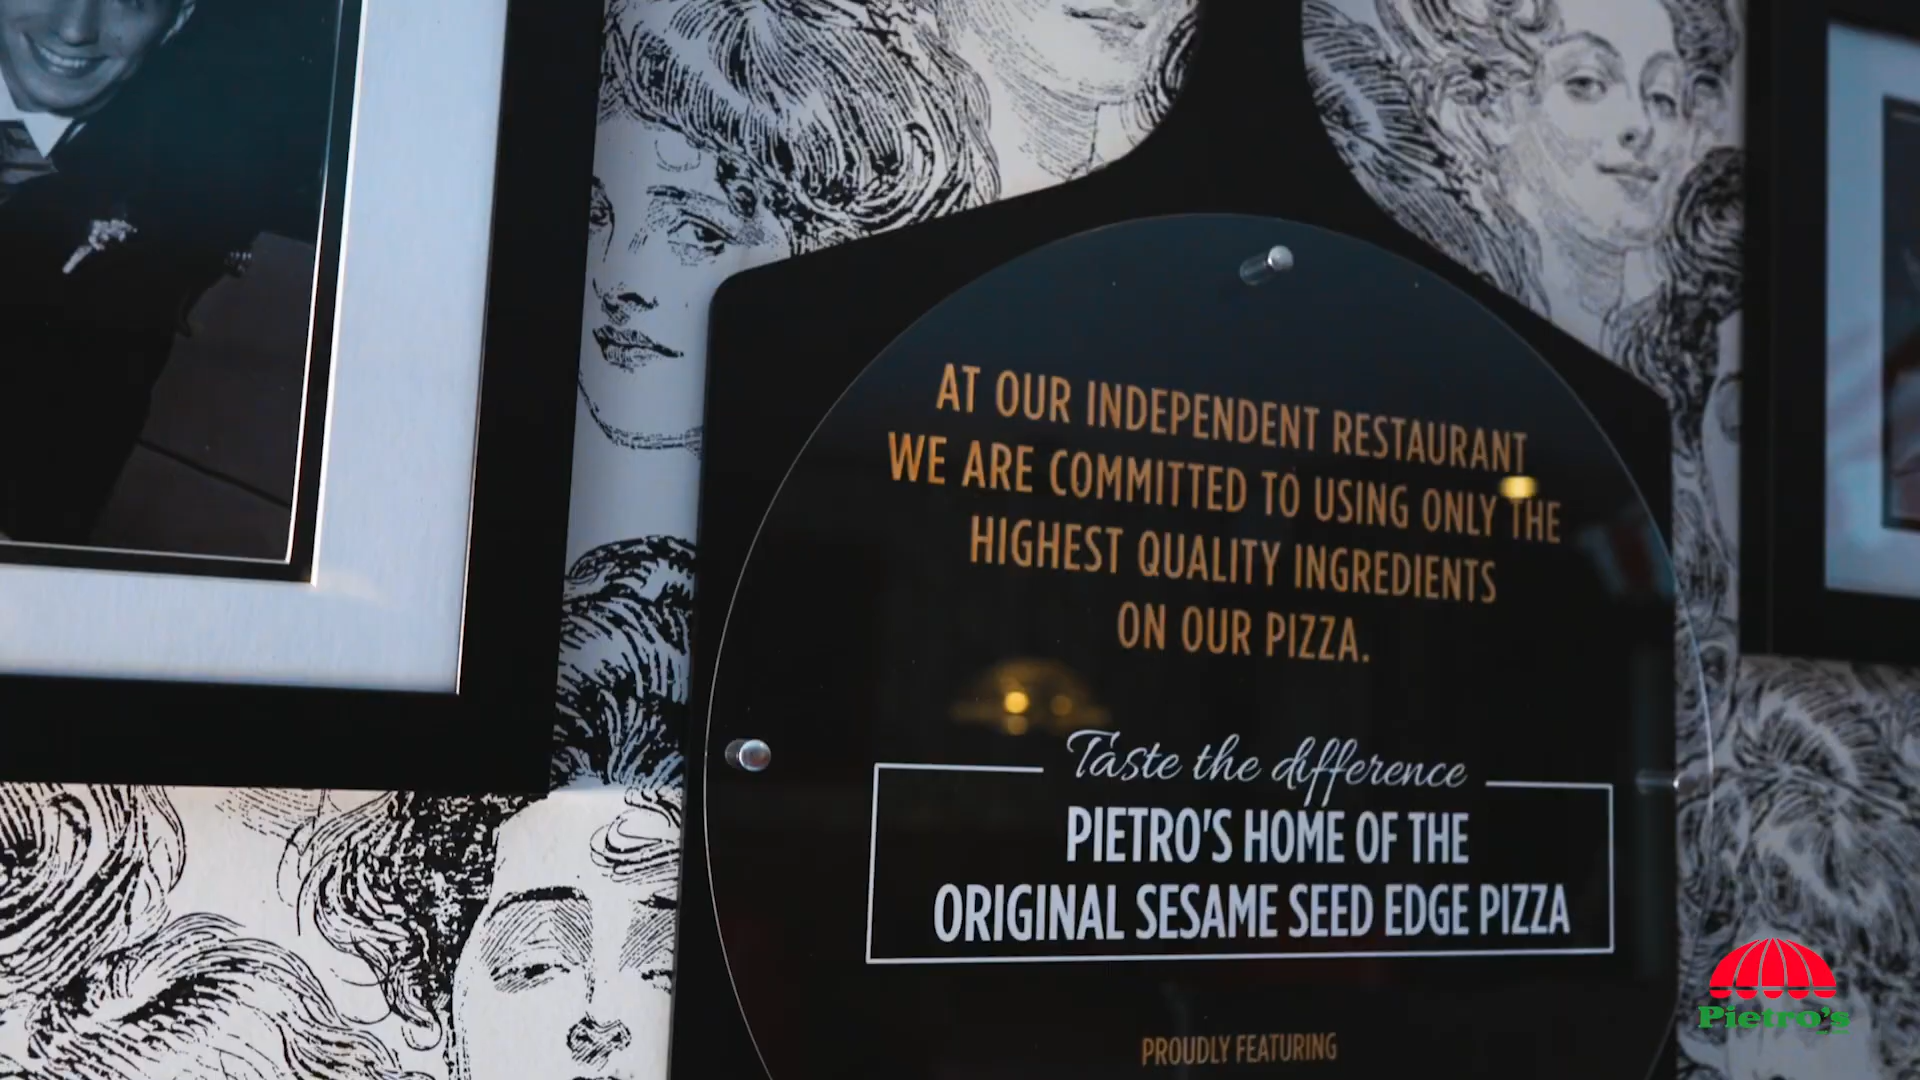 AT OUR INDEPENDENT RESTAURANT
WE ARE COMMITTED TO USING ONLY THE
HIGHEST QUALITY INGREDIENTS
ON OUR PIZZA.
Taste the difference
PIETRO'S HOME OF THE
ORIGINAL SESAME SEED EDGE PIZZA
PROUDLY FEATURING
Pietro's